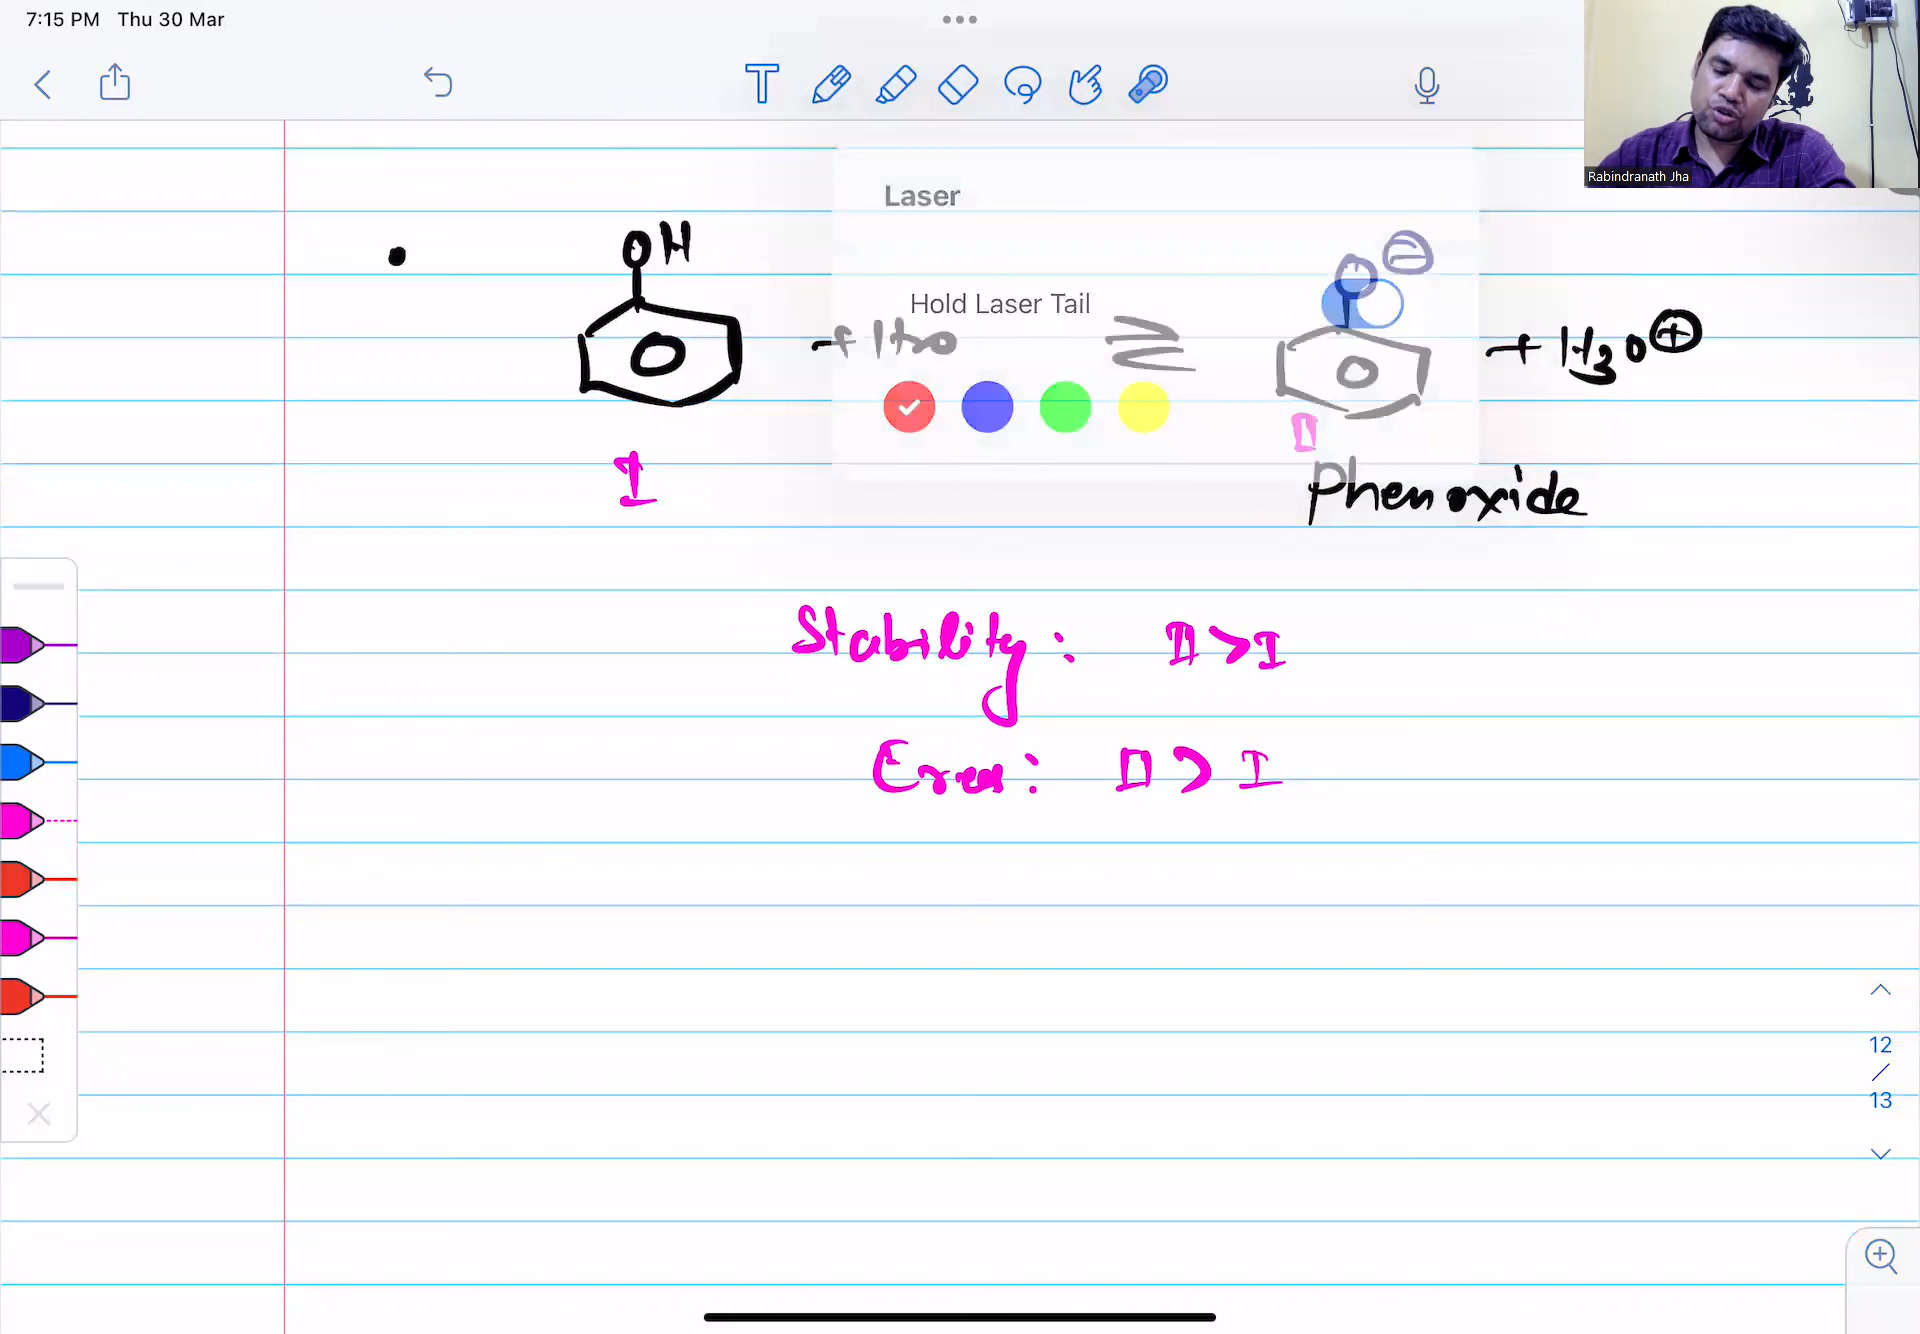 7:15 PM Thu 30 Mar
Rabindranath Jha
Laser
Hold Laser Tail
OH
O ⊖
+ H2O ⇌ + H3O⊕
I
II
Phenoxide
Stability: II > I
Eres: II > I
12
/
13